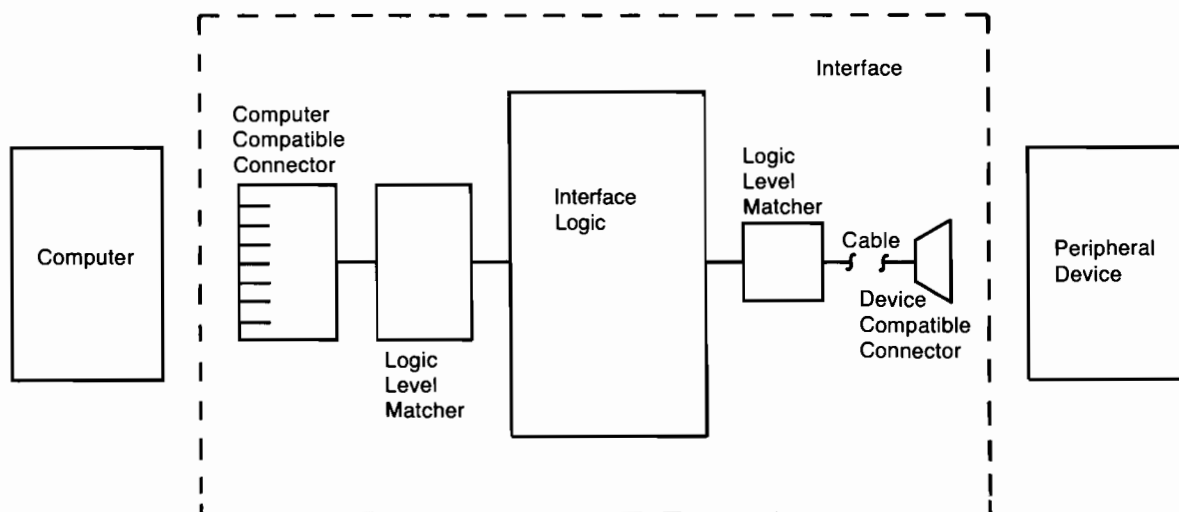 Interface
Computer
Compatible
Connector
Computer
Logic
Level
Matcher
Interface
Logic
Logic
Level
Matcher
Cable
Device
Compatible
Connector
Peripheral
Device